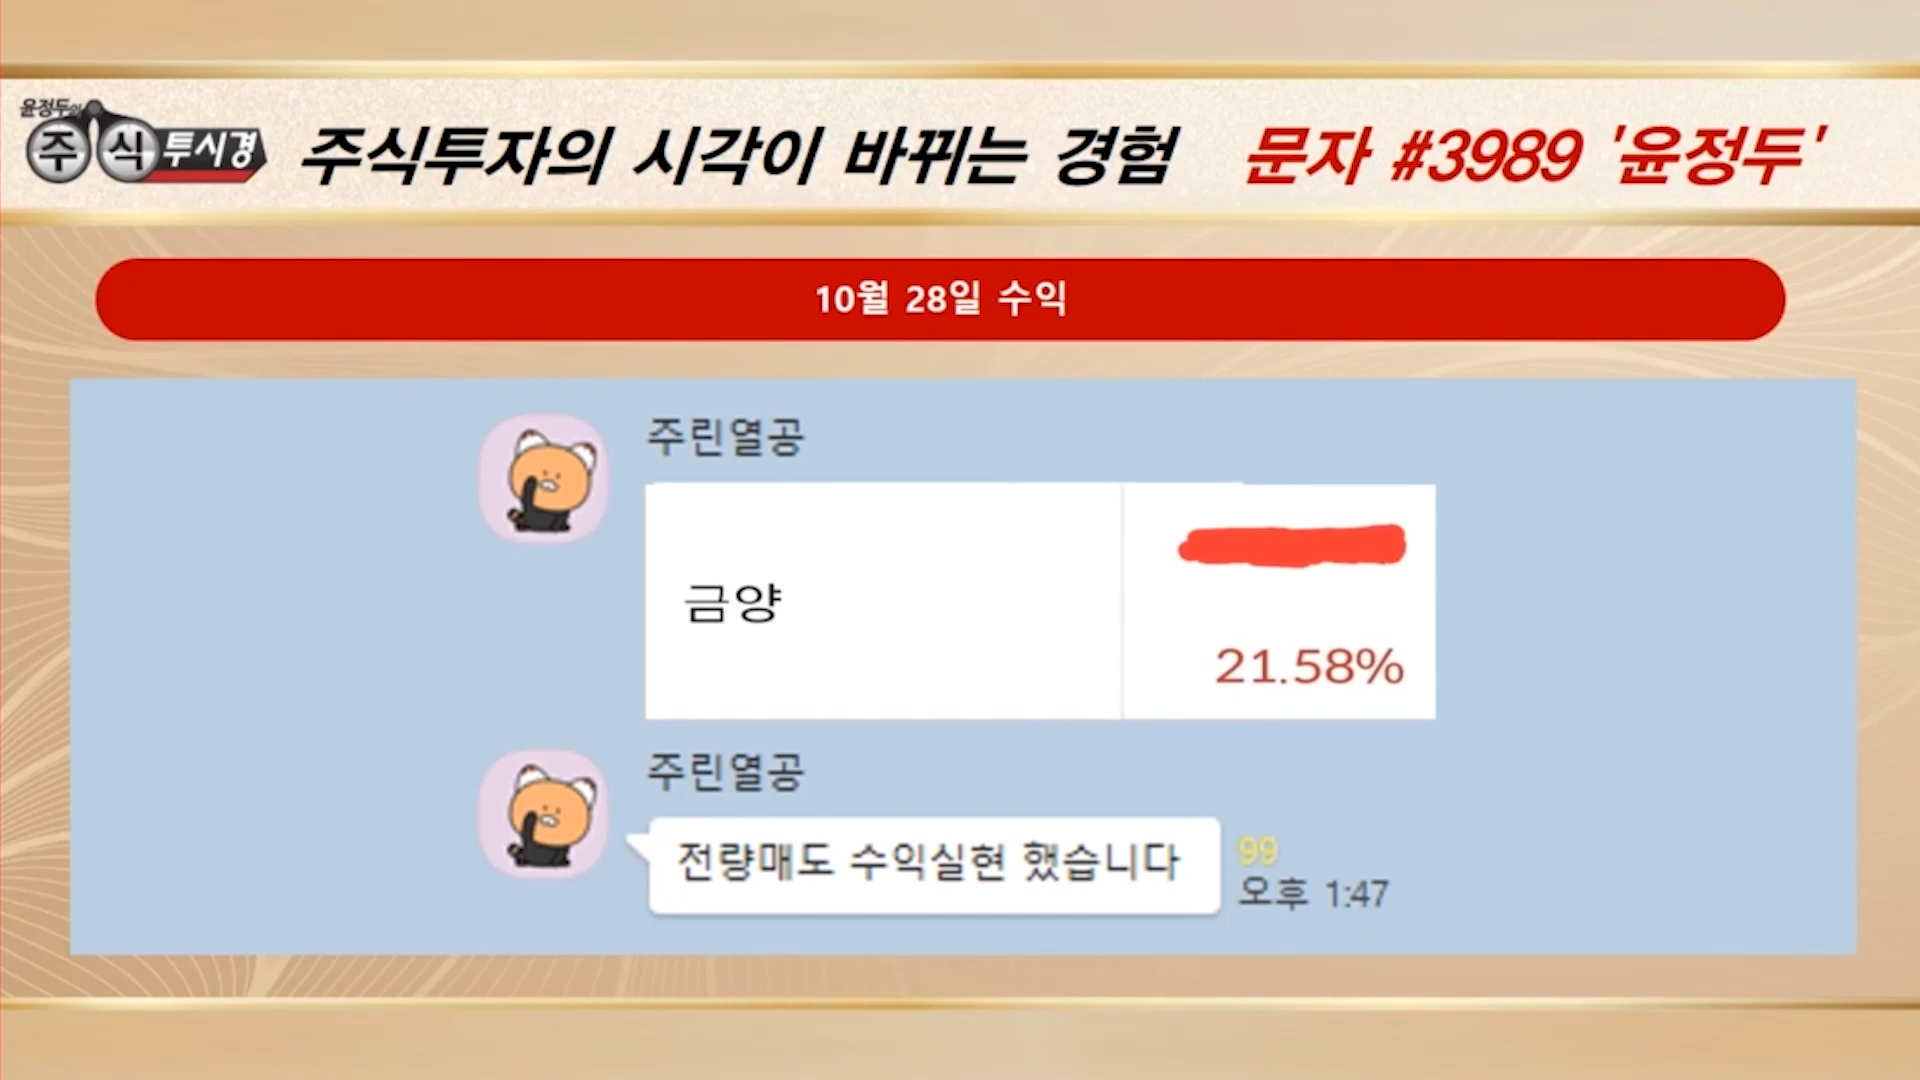 윤정두의
주식투시경
주식투자의 시각이 바뀌는 경험 문자 #3989 '윤정두'
10월 28일 수익
주린열공
금양
21.58%
주린열공
전량매도 수익실현 했습니다
99
오후 1:47